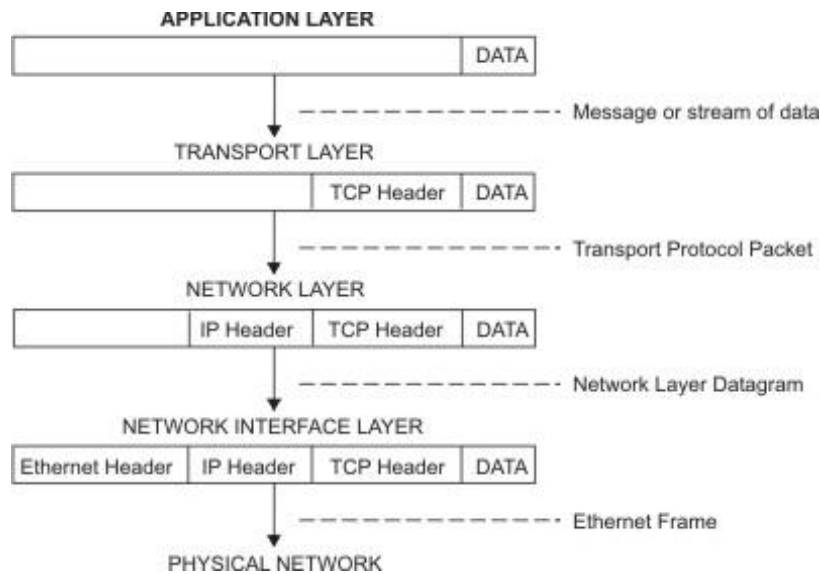 APPLICATION LAYER
DATA
Message or stream of data
TRANSPORT LAYER
TCP Header DATA
Transport Protocol Packet
NETWORK LAYER
IP Header TCP Header DATA
Network Layer Datagram
NETWORK INTERFACE LAYER
Ethernet Header IP Header TCP Header DATA
Ethernet Frame
PHYSICAL NETWORK